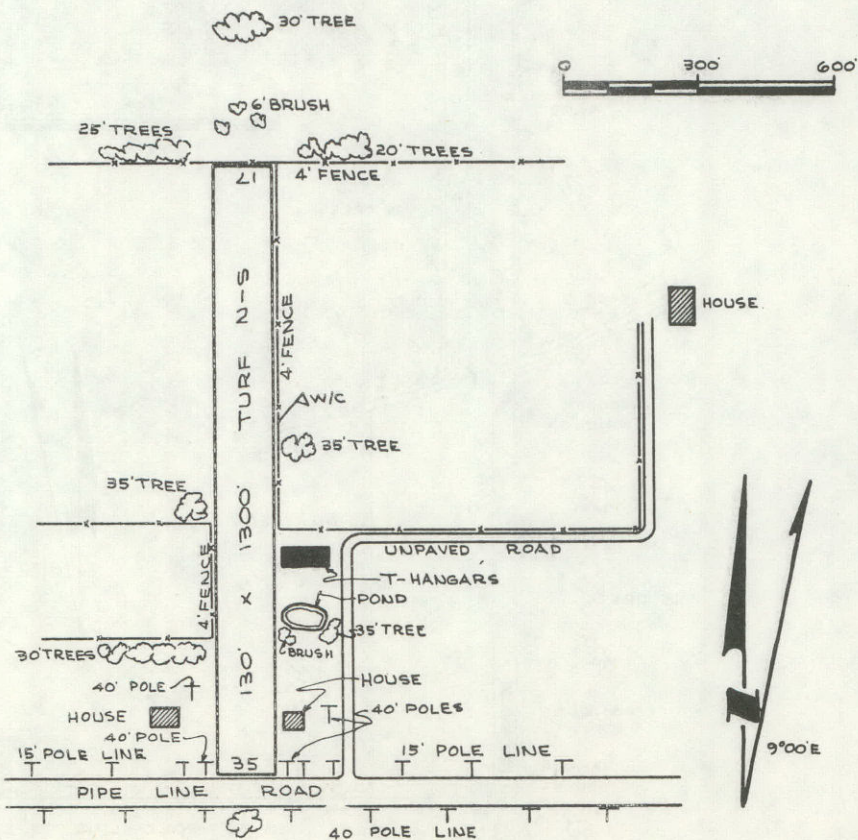 30' TREE
0 300' 600'
6' BRUSH
25' TREES
20' TREES
17
4' FENCE
HOUSE
130' x 1300' TURF N-S
4' FENCE
W/C
35' TREE
35' TREE
4' FENCE
UNPAVED ROAD
T-HANGARS
POND
35' TREE
BRUSH
30' TREES
40' POLE
HOUSE
HOUSE
40' POLES
40' POLE
15' POLE LINE
35
15' POLE LINE
9°00'E
PIPE LINE ROAD
40 POLE LINE